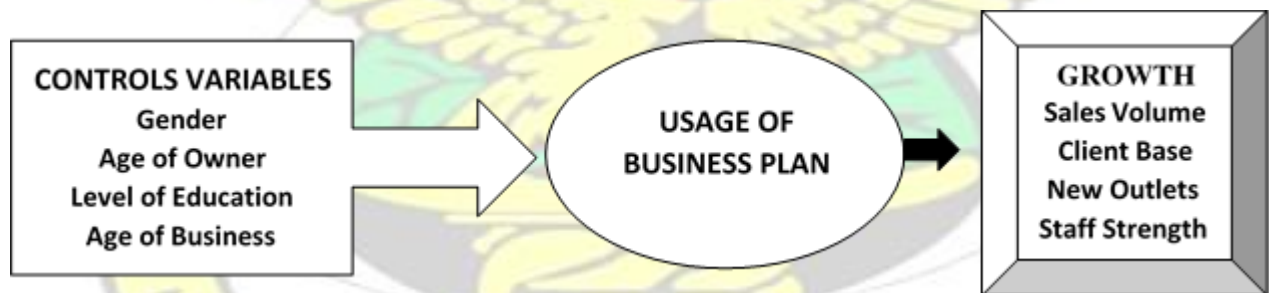 CONTROLS VARIABLES
Gender
Age of Owner
Level of Education
Age of Business
USAGE OF
BUSINESS PLAN
GROWTH
Sales Volume
Client Base
New Outlets
Staff Strength